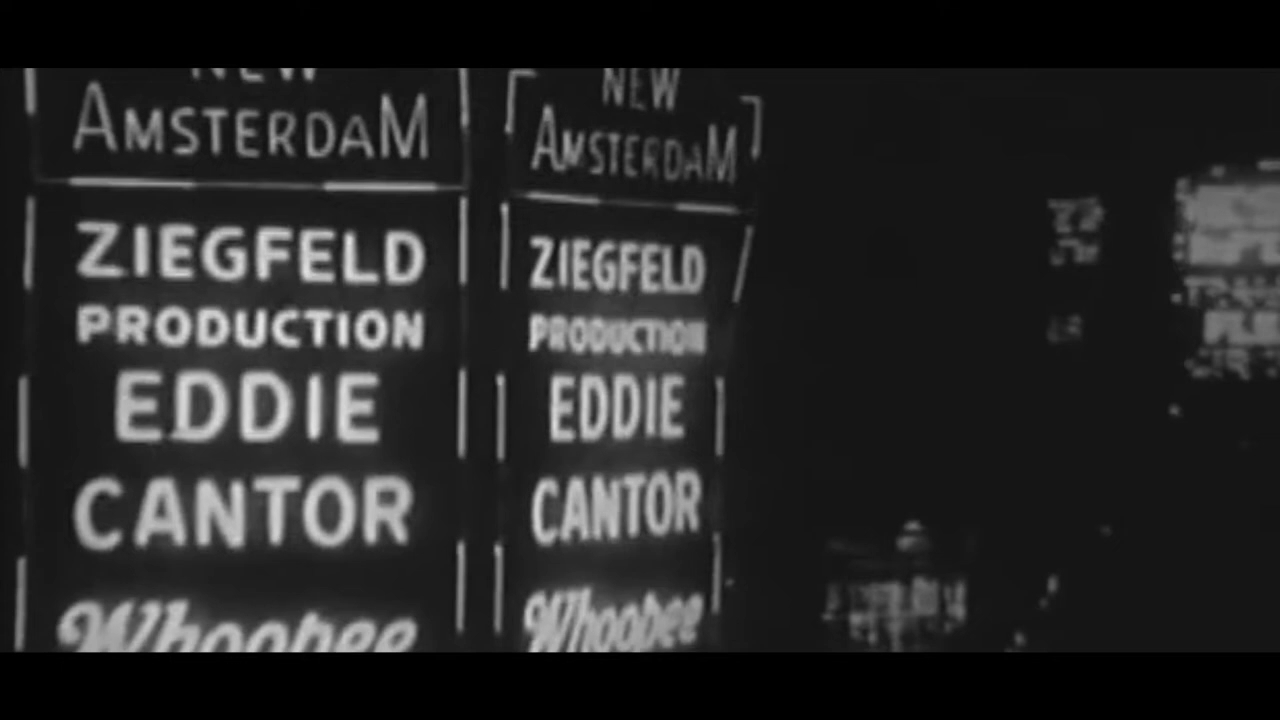 NEW
AMSTERDAM
ZIEGFELD
PRODUCTION
EDDIE
CANTOR
Whoopee
NEW
AMSTERDAM
ZIEGFELD
PRODUCTION
EDDIE
CANTOR
Whoopee